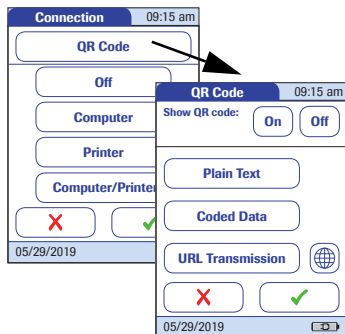 Connection 09:15 am
QR Code
Off
Computer
Printer
Computer/Printer
05/29/2019
QR Code 09:15 am
Show QR code: On Off
Plain Text
Coded Data
URL Transmission
05/29/2019